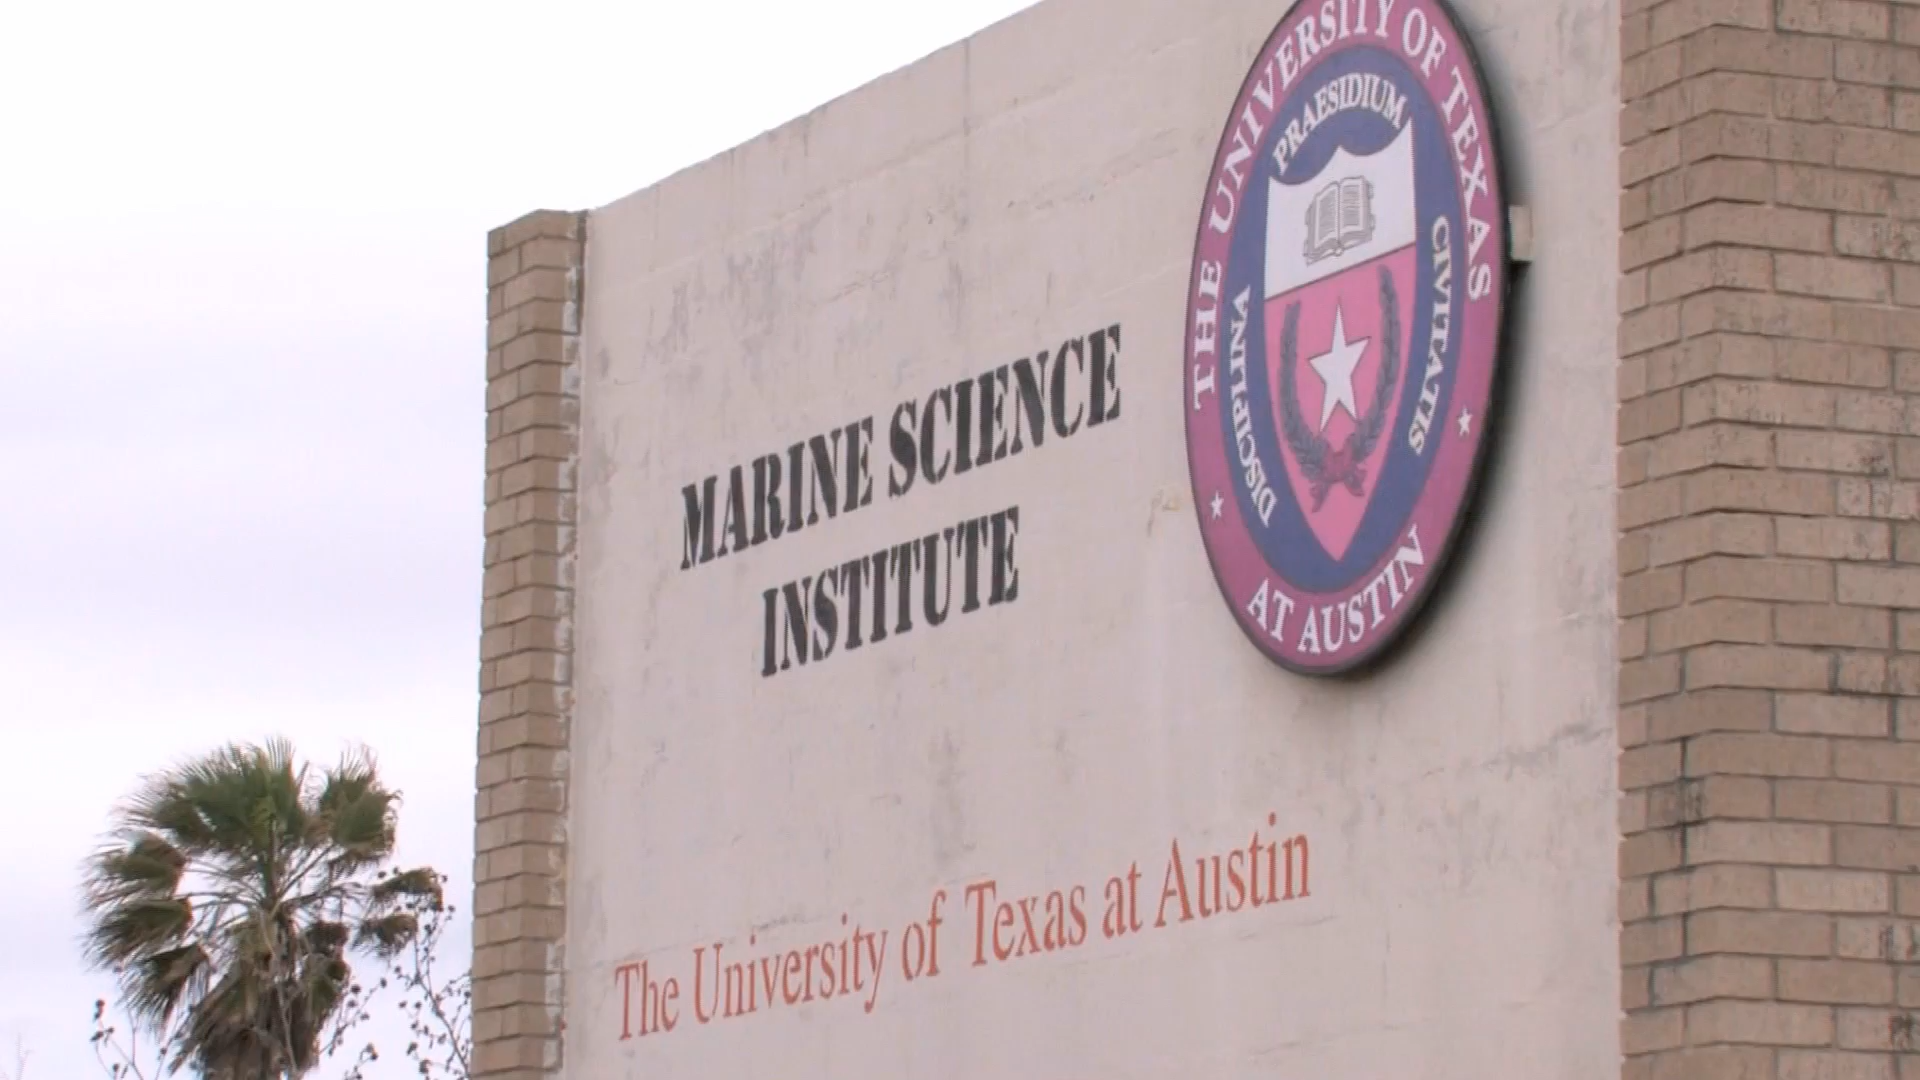 MARINE SCIENCE
INSTITUTE
The University of Texas at Austin
THE UNIVERSITY OF TEXAS
AT AUSTIN
PRAESIDIUM
DISCIPLINA
CIVITATIS